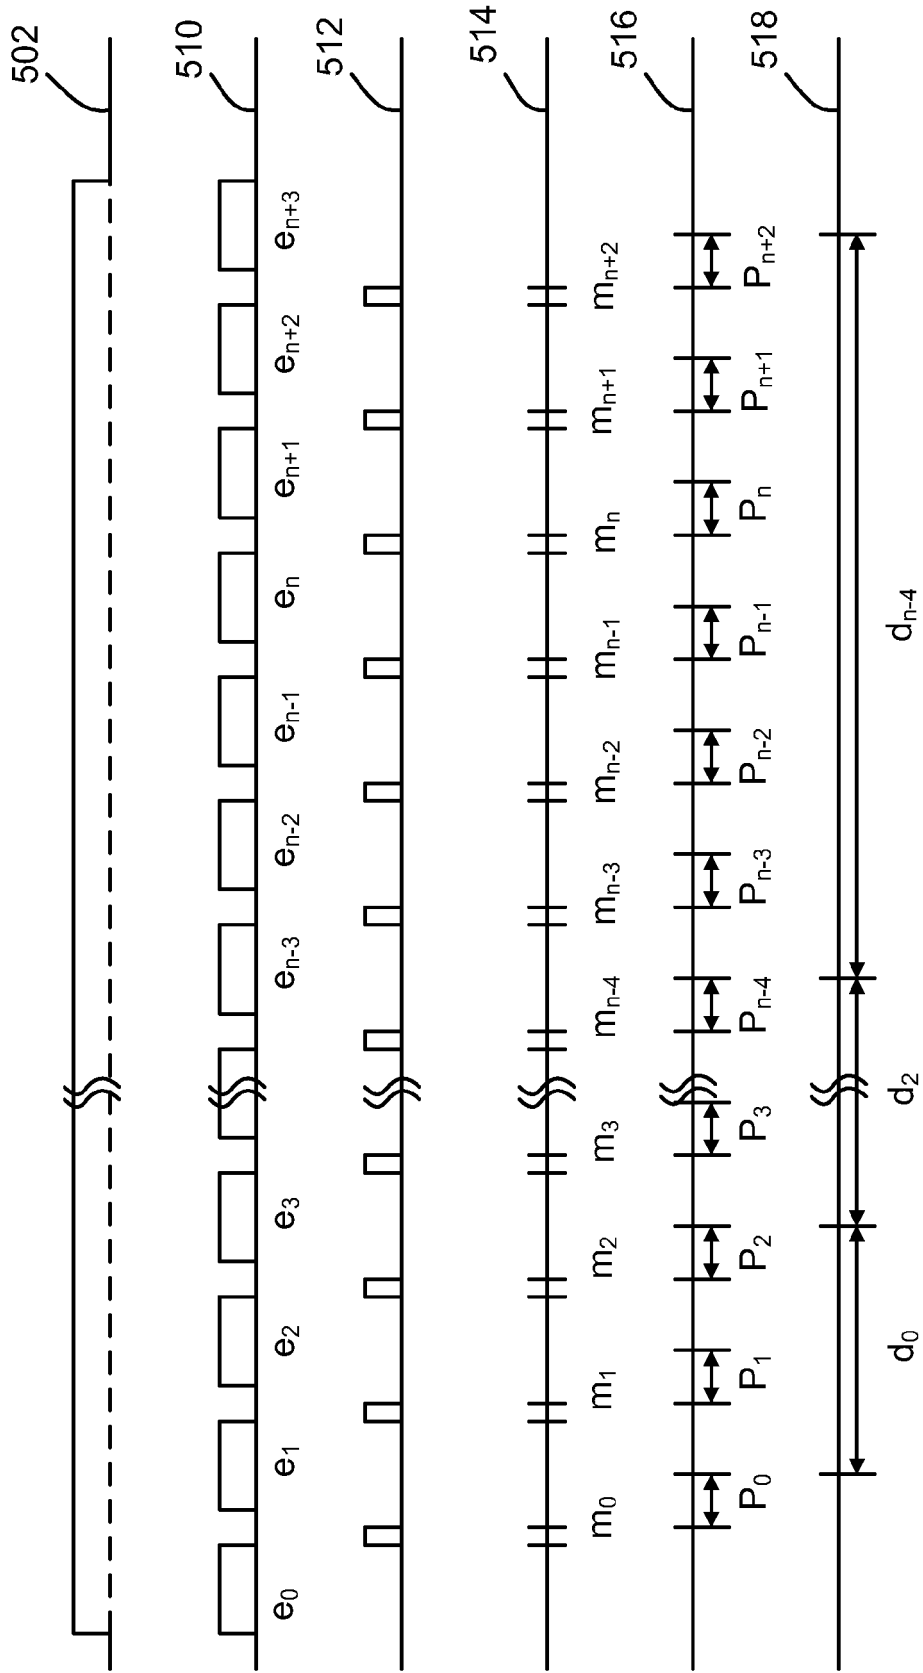 502
510
e0 e1 e2 e3 en-3 en-2 en-1 en en+1 en+2 en+3
512
514
m0 m1 m2 m3 mn-4 mn-3 mn-2 mn-1 mn mn+1 mn+2
516
P0 P1 P2 P3 Pn-4 Pn-3 Pn-2 Pn-1 Pn Pn+1 Pn+2
518
d0 d2 dn-4